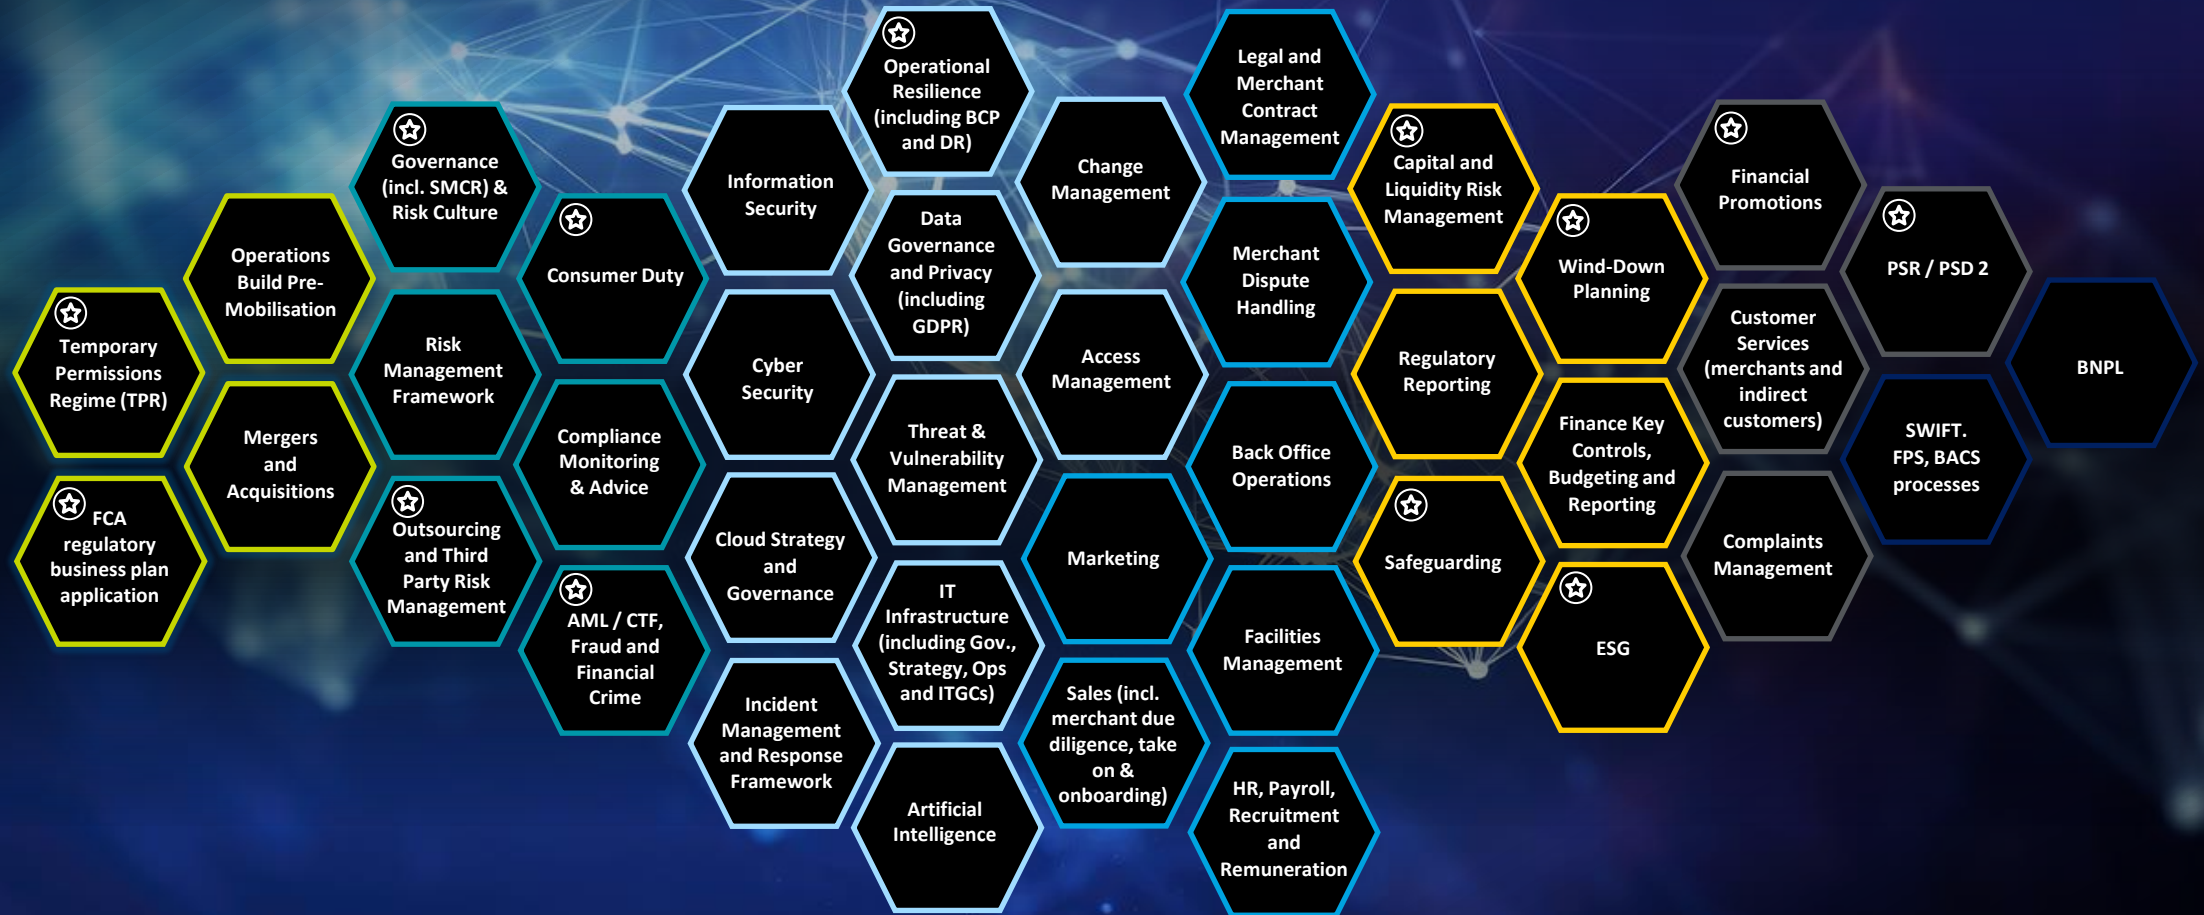 Temporary
Permissions
Regime (TPR)
FCA
regulatory
business plan
application
Operations
Build Pre-
Mobilisation
Mergers
and
Acquisitions
Governance
(incl. SMCR) &
Risk Culture
Risk
Management
Framework
Outsourcing
and Third
Party Risk
Management
Consumer Duty
Compliance
Monitoring
& Advice
AML / CTF,
Fraud and
Financial
Crime
Information
Security
Cyber
Security
Cloud Strategy
and
Governance
Incident
Management
and Response
Framework
Operational
Resilience
(including BCP
and DR)
Data
Governance
and Privacy
(including
GDPR)
Threat &
Vulnerability
Management
IT
Infrastructure
(including Gov.,
Strategy, Ops
and ITGCs)
Artificial
Intelligence
Change
Management
Access
Management
Marketing
Sales (incl.
merchant due
diligence, take
on &
onboarding)
Legal and
Merchant
Contract
Management
Merchant
Dispute
Handling
Back Office
Operations
Facilities
Management
HR, Payroll,
Recruitment
and
Remuneration
Capital and
Liquidity Risk
Management
Regulatory
Reporting
Safeguarding
Wind-Down
Planning
Finance Key
Controls,
Budgeting and
Reporting
ESG
Financial
Promotions
Customer
Services
(merchants and
indirect
customers)
Complaints
Management
PSR / PSD 2
SWIFT.
FPS, BACS
processes
BNPL